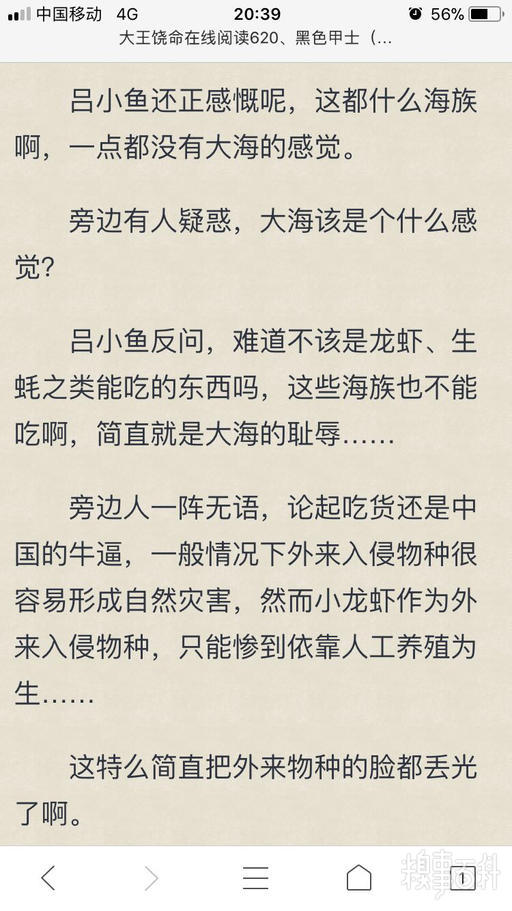 中国移动 4G 20:39 56%
大王饶命在线阅读620、黑色甲士（...
吕小鱼还正感慨呢，这都什么海族
啊，一点都没有大海的感觉。
旁边有人疑惑，大海该是个什么感
觉？
吕小鱼反问，难道不该是龙虾、生
蚝之类能吃的东西吗，这些海族也不能
吃啊，简直就是大海的耻辱……
旁边人一阵无语，论起吃货还是中
国的牛逼，一般情况下外来入侵物种很
容易形成自然灾害，然而小龙虾作为外
来入侵物种，只能惨到依靠人工养殖为
生……
这特么简直把外来物种的脸都丢光
了啊。
1
糗事百科